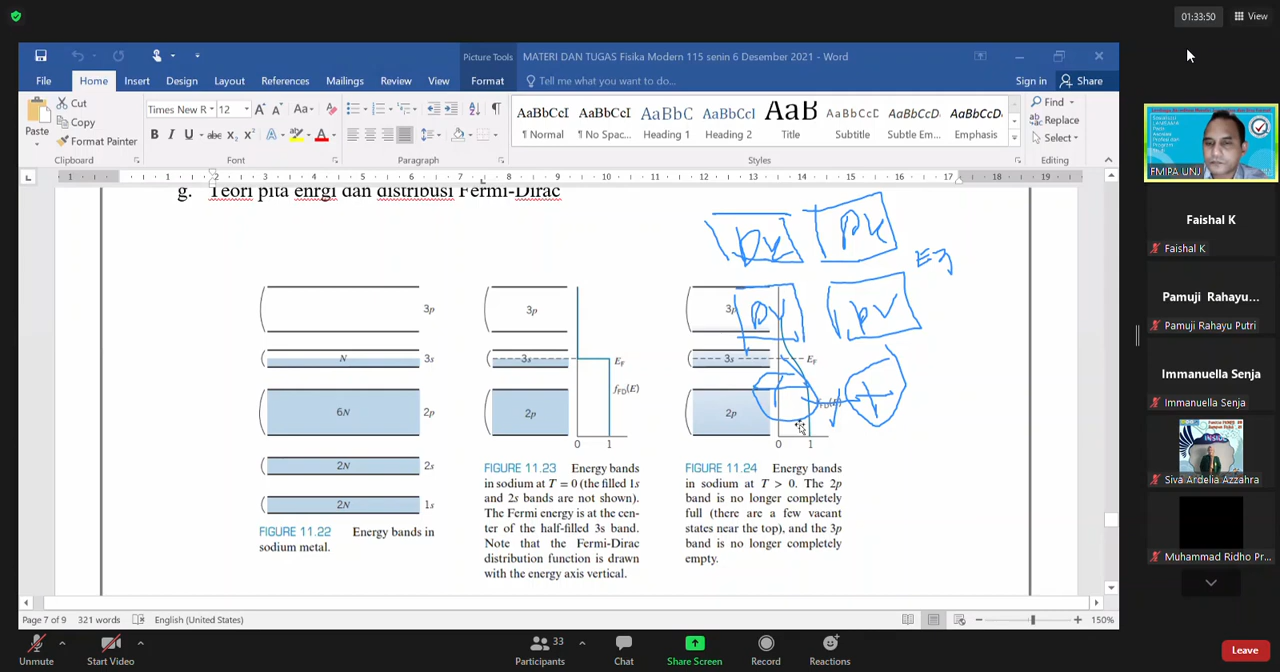 01:33:50
View
MATERI DAN TUGAS Fisika Modern 115 senin 6 Desember 2021 - Word
Picture Tools
File
Home
Insert
Design
Layout
References
Mailings
Review
View
Format
Tell me what you want to do...
Sign in
Share
Paste
Cut
Copy
Format Painter
Clipboard
Times New R
12
Font
Paragraph
AaBbCcI
¶ Normal
AaBbCcI
¶ No Spac...
AaBbC
Heading 1
AaBbCcI
Heading 2
AaB
Title
AaBbCcD
Subtitle
AaBbCcD
Subtle Em...
AaBbCcD
Emphasis
Styles
Find
Replace
Select
Editing
g. Teori pita enrgi dan distribusi Fermi-Dirac
3p
N 3s
6N 2p
2N 2s
2N 1s
FIGURE 11.22 Energy bands in
sodium metal.
3p
3s
2p
E_F
f_FD(E)
0 1
FIGURE 11.23 Energy bands
in sodium at T = 0 (the filled 1s
and 2s bands are not shown).
The Fermi energy is at the cen-
ter of the half-filled 3s band.
Note that the Fermi-Dirac
distribution function is drawn
with the energy axis vertical.
3p
3s
2p
E_F
0 1
pk
Eg
pv
pv
FIGURE 11.24 Energy bands
in sodium at T > 0. The 2p
band is no longer completely
full (there are a few vacant
states near the top), and the 3p
band is no longer completely
empty.
FMIPA UNJ
Faishal K
Faishal K
Pamuji Rahayu...
Pamuji Rahayu Putri
Immanuella Senja
Immanuella Senja
Siva Ardelia Azzahra
Muhammad Ridho Pr...
Page 7 of 9
321 words
English (United States)
150%
Unmute
Start Video
33
Participants
Chat
Share Screen
Record
Reactions
Leave